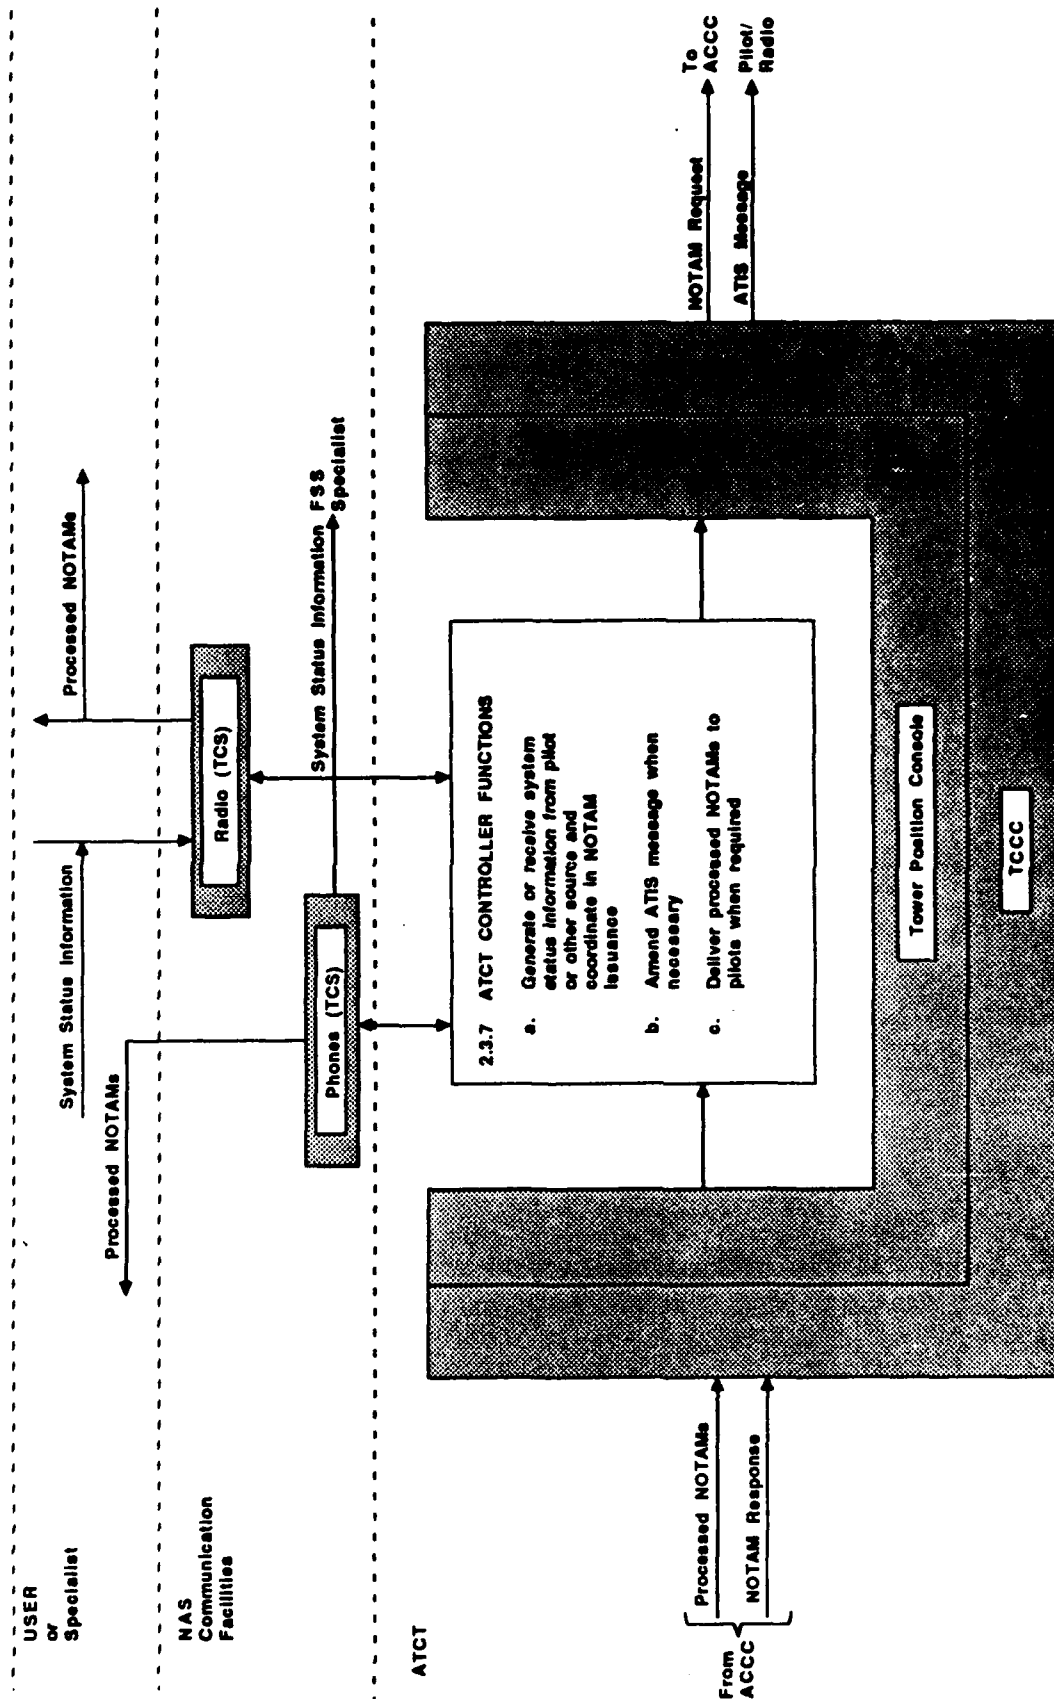 USER
or
Specialist
System Status Information
Processed NOTAMs
Processed NOTAMs
NAS
Communication
Facilities
Radio (TCS)
Phones (TCS)
System Status Information
FSS
Specialist
ATCT
2.3.7 ATCT CONTROLLER FUNCTIONS
a. Generate or receive system
status information from pilot
or other source and
coordinate in NOTAM
issuance
b. Amend ATIS message when
necessary
c. Deliver processed NOTAMs to
pilots when required
From
ACCC
Processed NOTAMs
NOTAM Response
NOTAM Request
To
ACCC
ATIS Message
Pilot/
Radio
Tower Position Console
TCCC